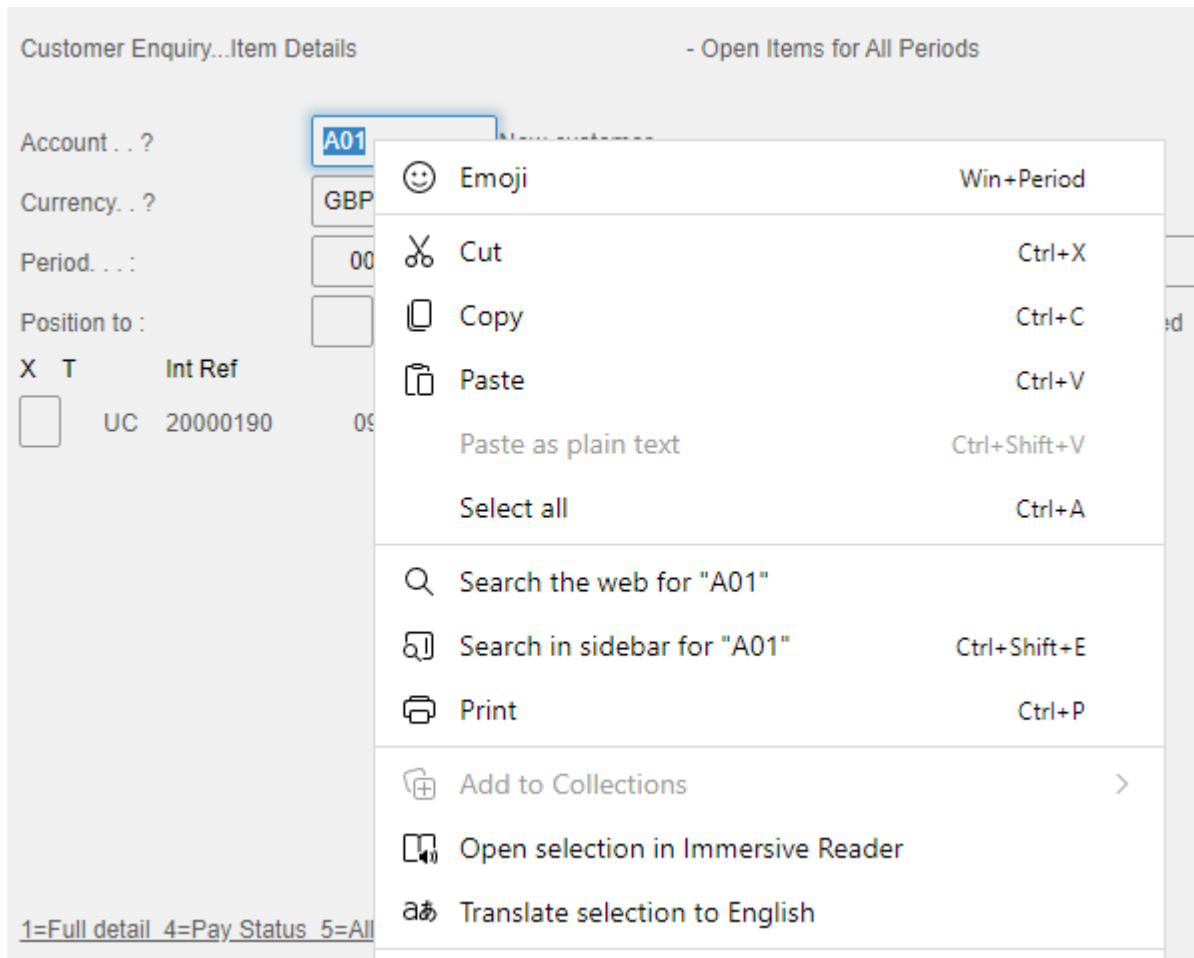 Customer Enquiry...Item Details - Open Items for All Periods
Account . . ? A01
Currency. . ? GBP
Period. . . : 00
Position to :
X T Int Ref
UC 20000190 09
1=Full detail 4=Pay Status 5=All
Emoji Win+Period
Cut Ctrl+X
Copy Ctrl+C
Paste Ctrl+V
Paste as plain text Ctrl+Shift+V
Select all Ctrl+A
Search the web for "A01"
Search in sidebar for "A01" Ctrl+Shift+E
Print Ctrl+P
Add to Collections
Open selection in Immersive Reader
Translate selection to English